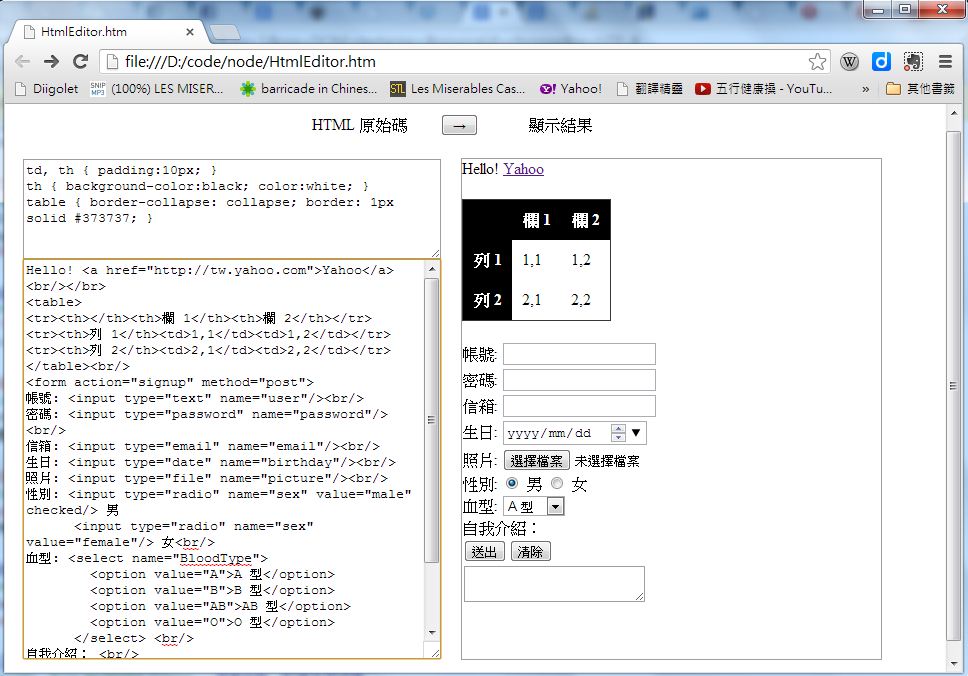 HtmlEditor.htm
file:///D:/code/node/HtmlEditor.htm
Diigolet
SNIP MP3
(100%) LES MISER...
barricade in Chines...
STL
Les Miserables Cas...
Yahoo!
翻譯精靈
五行健康操 - YouTu...
»
其他書籤
HTML 原始碼
→
顯示結果
td, th { padding:10px; }
th { background-color:black; color:white; }
table { border-collapse: collapse; border: 1px
solid #373737; }
Hello! <a href="http://tw.yahoo.com">Yahoo</a>
<br/></br>
<table>
<tr><th></th><th>欄 1</th><th>欄 2</th></tr>
<tr><th>列 1</th><td>1,1</td><td>1,2</td></tr>
<tr><th>列 2</th><td>2,1</td><td>2,2</td></tr>
</table><br/>
<form action="signup" method="post">
帳號: <input type="text" name="user"/><br/>
密碼: <input type="password" name="password"/>
<br/>
信箱: <input type="email" name="email"/><br/>
生日: <input type="date" name="birthday"/><br/>
照片: <input type="file" name="picture"/><br/>
性別: <input type="radio" name="sex" value="male"
checked/> 男
<input type="radio" name="sex"
value="female"/> 女<br/>
血型: <select name="BloodType">
<option value="A">A 型</option>
<option value="B">B 型</option>
<option value="AB">AB 型</option>
<option value="O">O 型</option>
</select> <br/>
自我介紹： <br/>
Hello! Yahoo
欄 1 欄 2
列 1 1,1 1,2
列 2 2,1 2,2
帳號:
密碼:
信箱:
生日: yyyy/mm/dd
照片: 選擇檔案 未選擇檔案
性別: 男 女
血型: A 型
自我介紹：
送出 清除